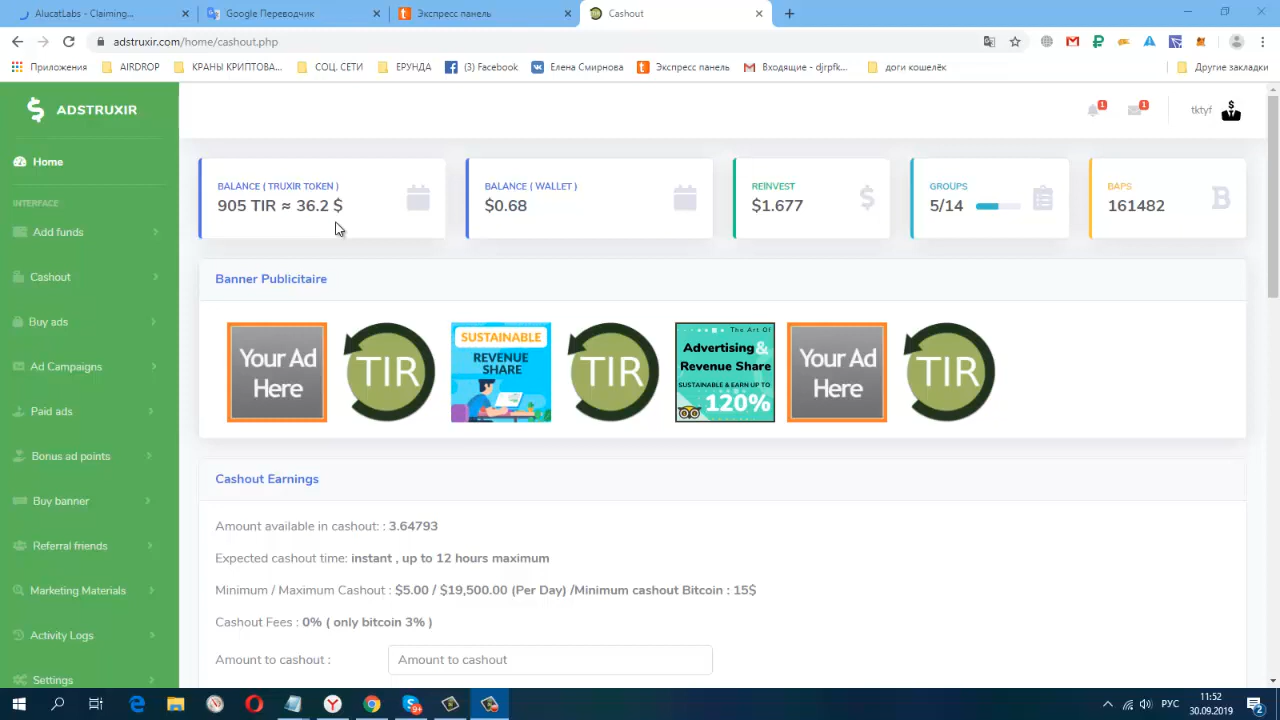 AlucatLabs - Claiming...
Google Переводчик
Экспресс панель
Cashout
adstruxir.com/home/cashout.php
Приложения
AIRDROP
КРАНЫ КРИПТОВА...
СОЦ. СЕТИ
ЕРУНДА
(3) Facebook
Елена Смирнова
Экспресс панель
Входящие - djrpfk...
доги кошелёк
Другие закладки
ADSTRUXIR
1
1
tktyf
Home
INTERFACE
Add funds
Cashout
Buy ads
Ad Campaigns
Paid ads
Bonus ad points
Buy banner
Referral friends
Marketing Materials
Activity Logs
Settings
BALANCE ( TRUXIR TOKEN )
905 TIR ≈ 36.2 $
BALANCE ( WALLET )
$0.68
REINVEST
$1.677
GROUPS
5/14
BAPS
161482
Banner Publicitaire
Your Ad
Here
TIR
SUSTAINABLE
REVENUE
SHARE
TIR
The Art Of
Advertising &
Revenue Share
SUSTAINABLE & EARN UP TO
120%
Your Ad
Here
TIR
Cashout Earnings
Amount available in cashout: : 3.64793
Expected cashout time: instant , up to 12 hours maximum
Minimum / Maximum Cashout : $5.00 / $19,500.00 (Per Day) /Minimum cashout Bitcoin : 15$
Cashout Fees : 0% ( only bitcoin 3% )
Amount to cashout :
Amount to cashout
РУС
11:52
30.09.2019